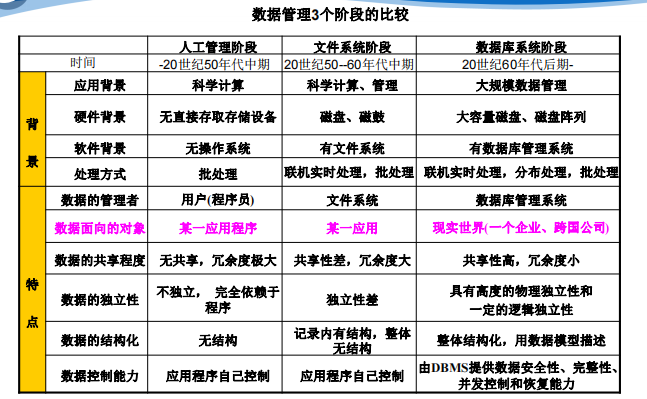 数据管理3个阶段的比较
人工管理阶段 文件系统阶段 数据库系统阶段
时间 -20世纪50年代中期 20世纪50--60年代中期 20世纪60年代后期-
背景
应用背景 科学计算 科学计算、管理 大规模数据管理
硬件背景 无直接存取存储设备 磁盘、磁鼓 大容量磁盘、磁盘阵列
软件背景 无操作系统 有文件系统 有数据库管理系统
处理方式 批处理 联机实时处理，批处理 联机实时处理，分布处理，批处理
特点
数据的管理者 用户(程序员) 文件系统 数据库管理系统
数据面向的对象 某一应用程序 某一应用 现实世界(一个企业、跨国公司)
数据的共享程度 无共享，冗余度极大 共享性差，冗余度大 共享性高，冗余度小
数据的独立性 不独立， 完全依赖于程序 独立性差 具有高度的物理独立性和一定的逻辑独立性
数据的结构化 无结构 记录内有结构，整体无结构 整体结构化，用数据模型描述
数据控制能力 应用程序自己控制 应用程序自己控制 由DBMS提供数据安全性、完整性、并发控制和恢复能力